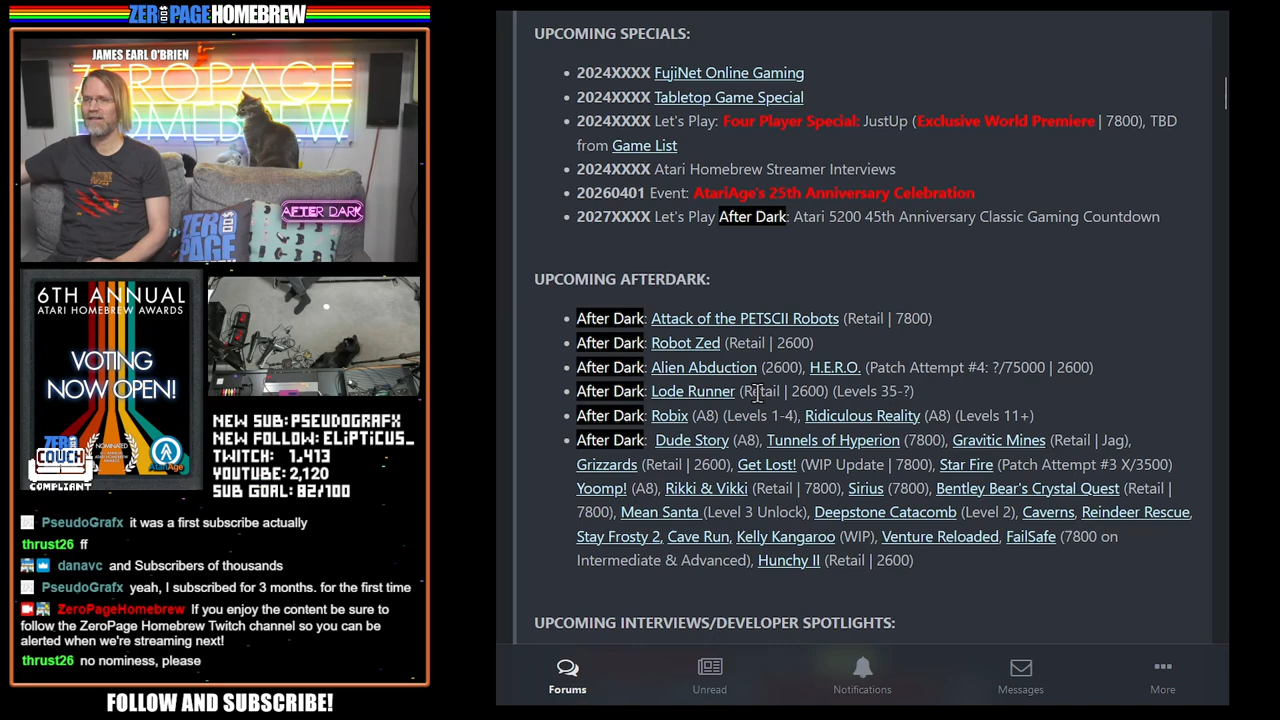 ZEROPAGE HOMEBREW
JAMES EARL O'BRIEN
ZEROPAGE
HOMEBREW
AFTER DARK
6TH ANNUAL
ATARI HOMEBREW AWARDS
VOTING
NOW OPEN!
ZERO
COUCH
COMPLIANT
NOMINATED
AtariAge
NEW SUB: PSEUDOGRAFX
NEW FOLLOW: ELIPTICUS_
TWITCH: 1,413
YOUTUBE: 2,120
SUB GOAL: 82/100
PseudoGrafx it was a first subscribe actually
thrust26 ff
danavc and Subscribers of thousands
PseudoGrafx yeah, I subscribed for 3 months. for the first time
ZeroPageHomebrew If you enjoy the content be sure to
follow the ZeroPage Homebrew Twitch channel so you can be
alerted when we're streaming next!
thrust26 no nominess, please
FOLLOW AND SUBSCRIBE!
UPCOMING SPECIALS:
• 2024XXXX FujiNet Online Gaming
• 2024XXXX Tabletop Game Special
• 2024XXXX Let's Play: Four Player Special: JustUp (Exclusive World Premiere | 7800), TBD
from Game List
• 2024XXXX Atari Homebrew Streamer Interviews
• 20260401 Event: AtariAge's 25th Anniversary Celebration
• 2027XXXX Let's Play After Dark: Atari 5200 45th Anniversary Classic Gaming Countdown
UPCOMING AFTERDARK:
• After Dark: Attack of the PETSCII Robots (Retail | 7800)
• After Dark: Robot Zed (Retail | 2600)
• After Dark: Alien Abduction (2600), H.E.R.O. (Patch Attempt #4: ?/75000 | 2600)
• After Dark: Lode Runner (Retail | 2600) (Levels 35-?)
• After Dark: Robix (A8) (Levels 1-4), Ridiculous Reality (A8) (Levels 11+)
• After Dark: Dude Story (A8), Tunnels of Hyperion (7800), Gravitic Mines (Retail | Jag),
Grizzards (Retail | 2600), Get Lost! (WIP Update | 7800), Star Fire (Patch Attempt #3 X/3500)
Yoomp! (A8), Rikki & Vikki (Retail | 7800), Sirius (7800), Bentley Bear's Crystal Quest (Retail |
7800), Mean Santa (Level 3 Unlock), Deepstone Catacomb (Level 2), Caverns, Reindeer Rescue,
Stay Frosty 2, Cave Run, Kelly Kangaroo (WIP), Venture Reloaded, FailSafe (7800 on
Intermediate & Advanced), Hunchy II (Retail | 2600)
UPCOMING INTERVIEWS/DEVELOPER SPOTLIGHTS:
Forums
Unread
Notifications
Messages
More